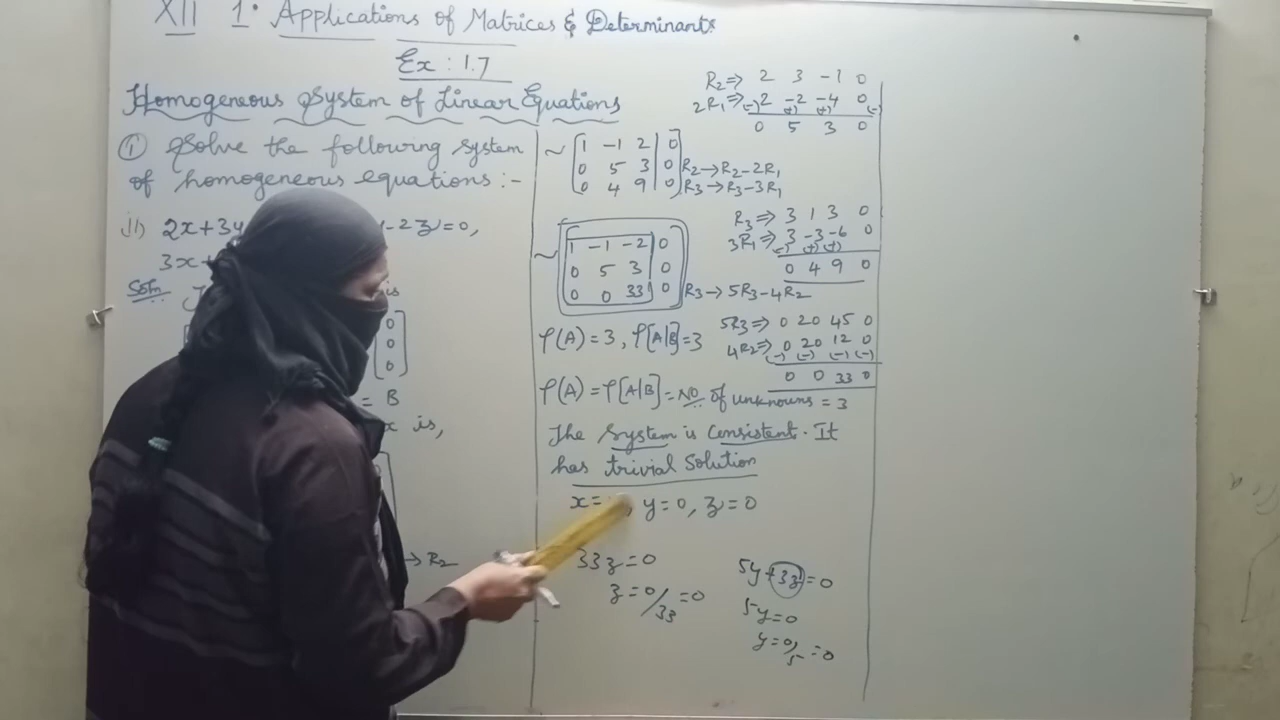 XII 1. Applications of Matrices & Determinants
Ex : 1.7
Homogeneous System of Linear Equations
① Solve the following system
of homogeneous equations :-
ii) 2x+3y -2z=0,
3x+
Soln is
0
0
0
= B
is,
→ R2
~ [1 -1 2 | 0]
[0 5 3 | 0] R2→R2-2R1
[0 4 9 | 0] R3→R3-3R1
~ [1 -1 -2 | 0]
[0 5 3 | 0]
[0 0 33 | 0] R3→5R3-4R2
ρ(A)=3, ρ[A|B]=3
ρ(A)=ρ[A|B]=No of unknowns=3
The System is Consistent. It
has trivial Solution
x= , y=0, z=0
33z=0
z=0/33=0
5y+3z=0
5y=0
y=0/5=0
R2⇒ 2 3 -1 0
2R1⇒ 2 -2 -4 0
(-) (+) (+) (-)
0 5 3 0
R3⇒ 3 1 3 0
3R1⇒ 3 -3 -6 0
(-) (+) (+)
0 4 9 0
5R3⇒ 0 20 45 0
4R2⇒ 0 20 12 0
(-) (-) (-) (-)
0 0 33 0